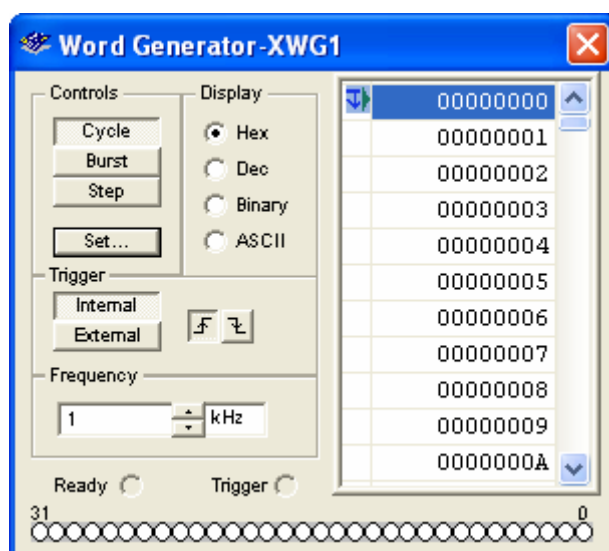 Word Generator-XWG1
Controls
Cycle
Burst
Step
Set...
Display
Hex
Dec
Binary
ASCII
Trigger
Internal
External
Frequency
1 kHz
Ready Trigger
00000000
00000001
00000002
00000003
00000004
00000005
00000006
00000007
00000008
00000009
0000000A
31 0